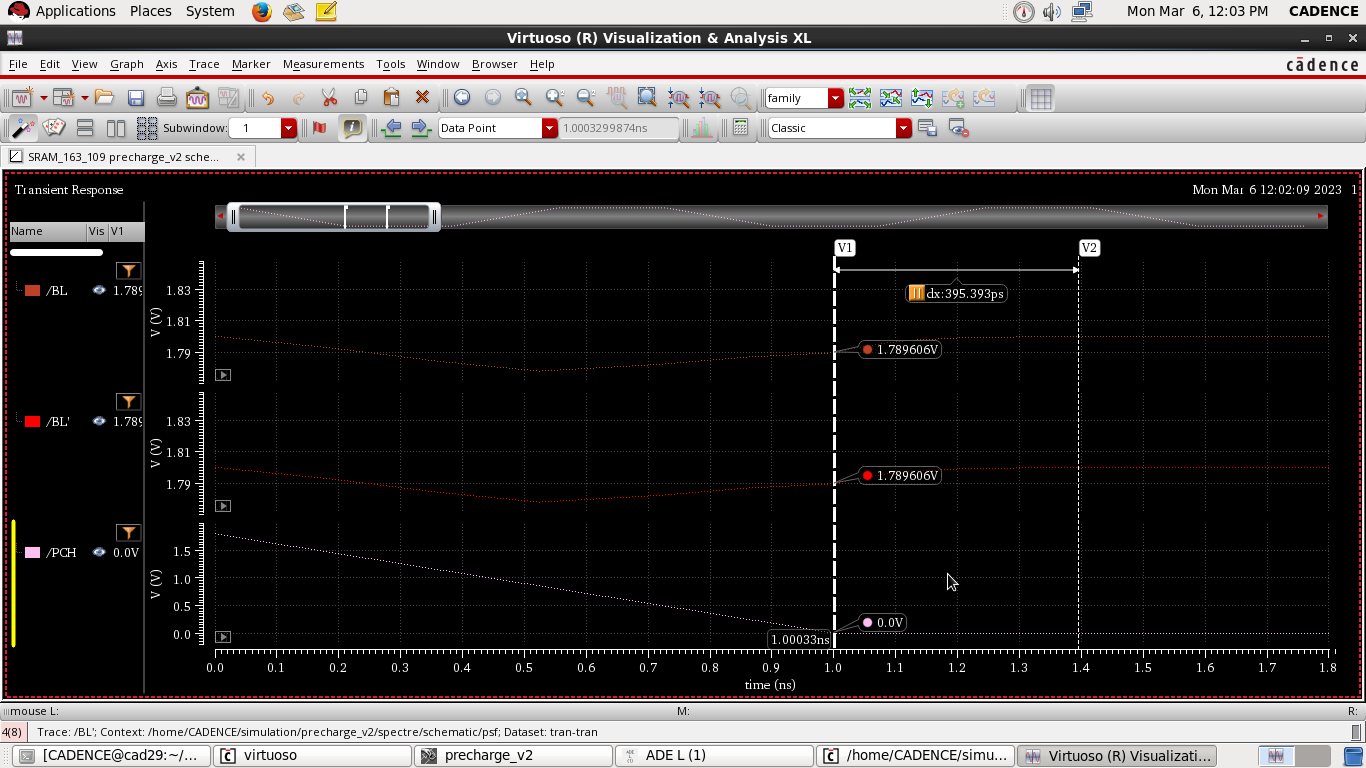 Applications Places System Mon Mar 6, 12:03 PM CADENCE
Virtuoso (R) Visualization & Analysis XL
File Edit View Graph Axis Trace Marker Measurements Tools Window Browser Help cādence
family
Subwindow: 1 Data Point 1.0003299874ns Classic
SRAM_163_109 precharge_v2 sche...
Transient Response Mon Mar 6 12:02:09 2023 1
Name Vis V1
V1 V2
dx:395.393ps
/BL 1.789
V (V)
1.83
1.81
1.79
1.789606V
/BL' 1.789
V (V)
1.83
1.81
1.79
1.789606V
/PCH 0.0V
V (V)
1.5
1.0
0.5
0.0
0.0V
1.00033ns
0.0 0.1 0.2 0.3 0.4 0.5 0.6 0.7 0.8 0.9 1.0 1.1 1.2 1.3 1.4 1.5 1.6 1.7 1.8
time (ns)
mouse L: M: R:
4(8) Trace: /BL'; Context: /home/CADENCE/simulation/precharge_v2/spectre/schematic/psf; Dataset: tran-tran
[CADENCE@cad29:~/... virtuoso precharge_v2 ADE L (1) /home/CADENCE/simu... Virtuoso (R) Visualizati...